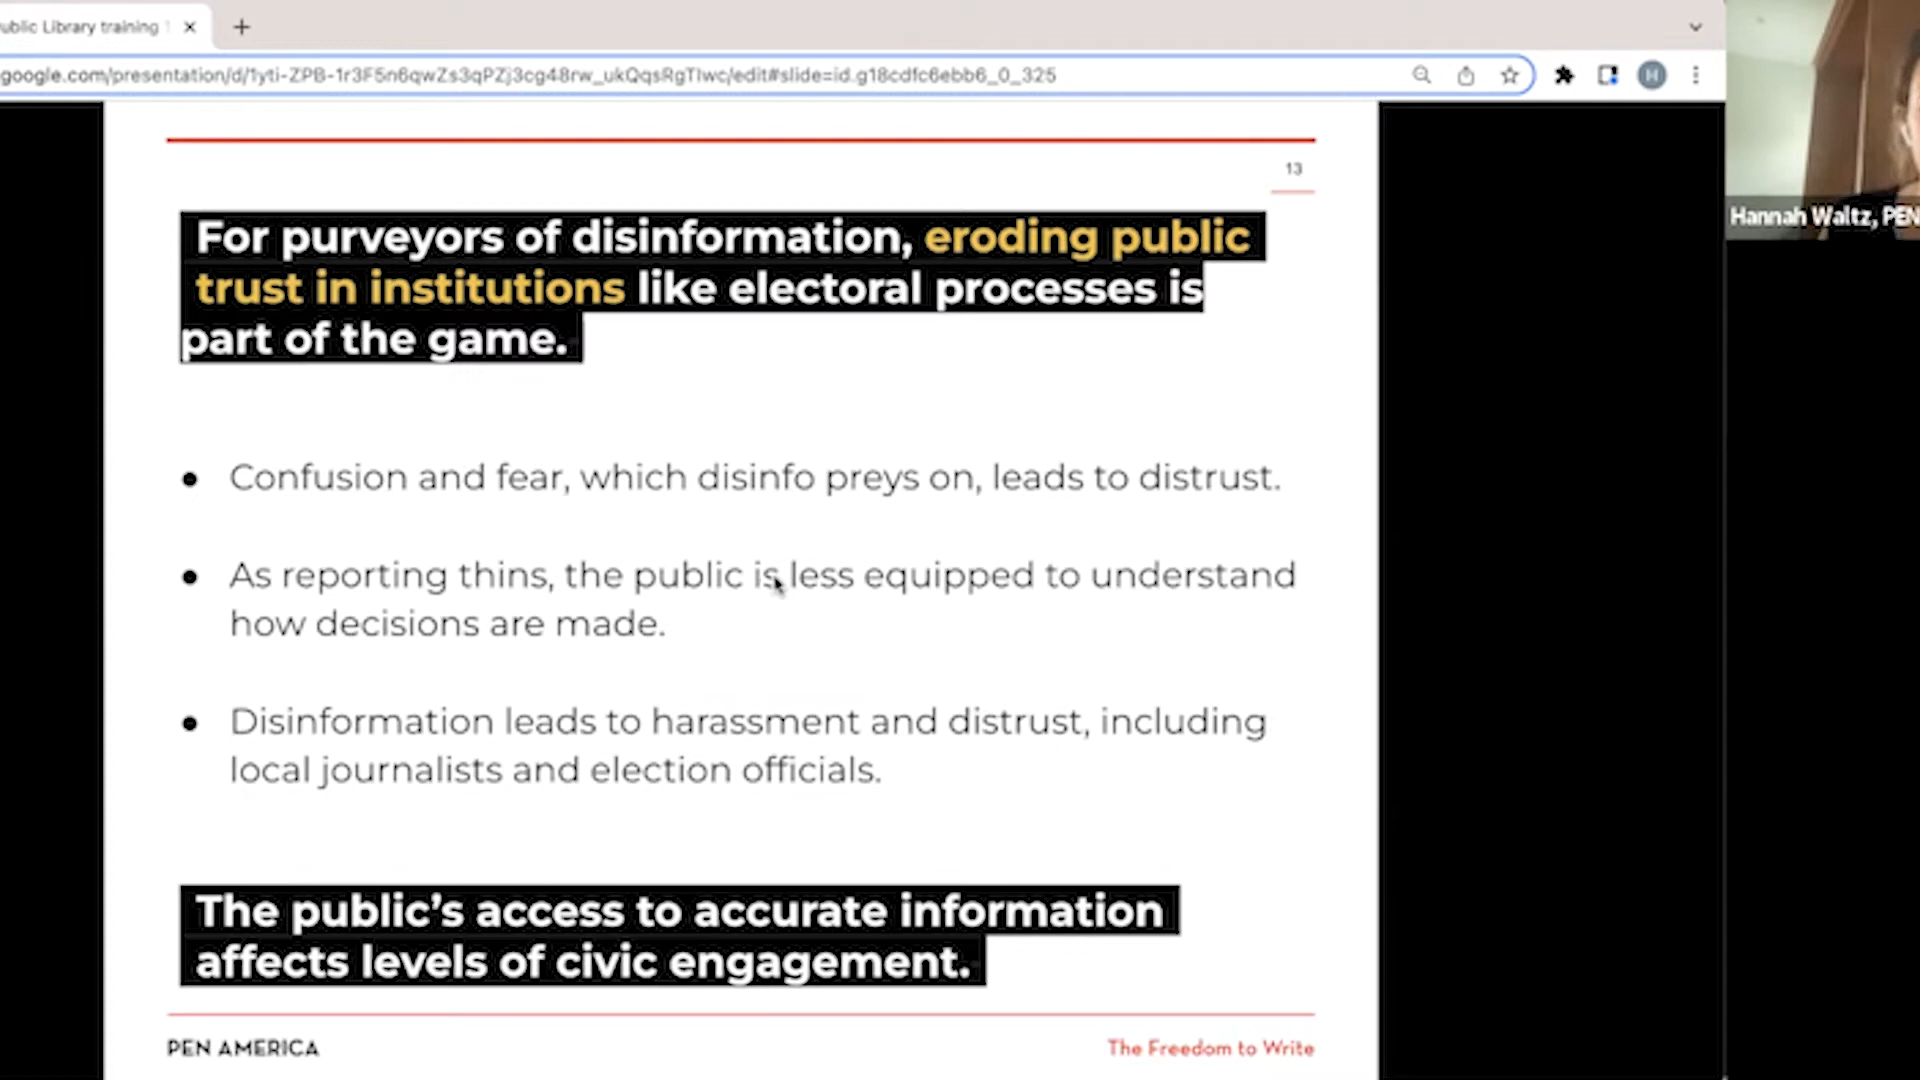 ublic Library training
google.com/presentation/d/1yti-ZPB-1r3F5n6qwZs3qPZj3cg48rw_ukQqsRgTlwc/edit#slide=id.g18cdfc6ebb6_0_325
H
Hannah Waltz, PEN
13
For purveyors of disinformation, eroding public
trust in institutions like electoral processes is
part of the game.
● Confusion and fear, which disinfo preys on, leads to distrust.
● As reporting thins, the public is less equipped to understand
how decisions are made.
● Disinformation leads to harassment and distrust, including
local journalists and election officials.
The public’s access to accurate information
affects levels of civic engagement.
PEN AMERICA
The Freedom to Write